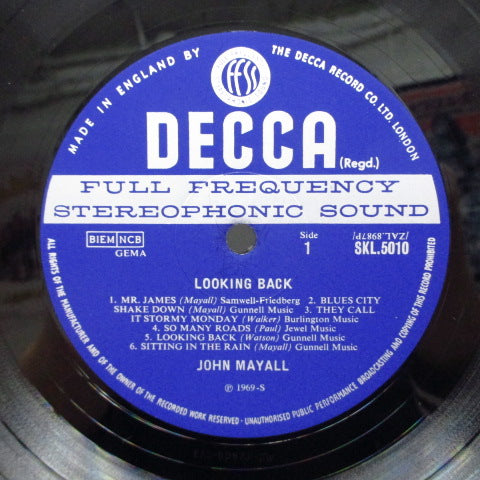 MADE IN ENGLAND BY
THE DECCA RECORD CO. LTD. LONDON
ffss
DECCA
(Regd.)
FULL FREQUENCY
STEREOPHONIC SOUND
BIEM NCB
GEMA
Side
1
/ZAL.8987P/
SKL.5010
LOOKING BACK
1. MR. JAMES (Mayall) Samwell-Friedberg 2. BLUES CITY
SHAKE DOWN (Mayall) Gunnell Music 3. THEY CALL
IT STORMY MONDAY (Walker) Burlington Music
4. SO MANY ROADS (Paul) Jewel Music
5. LOOKING BACK (Watson) Gunnell Music
6. SITTING IN THE RAIN (Mayall) Gunnell Music
JOHN MAYALL
℗ 1969-S
ALL RIGHTS OF THE MANUFACTURER AND OF THE OWNER OF THE RECORDED WORK RESERVED · UNAUTHORISED PUBLIC PERFORMANCE BROADCASTING AND COPYING OF THIS RECORD PROHIBITED